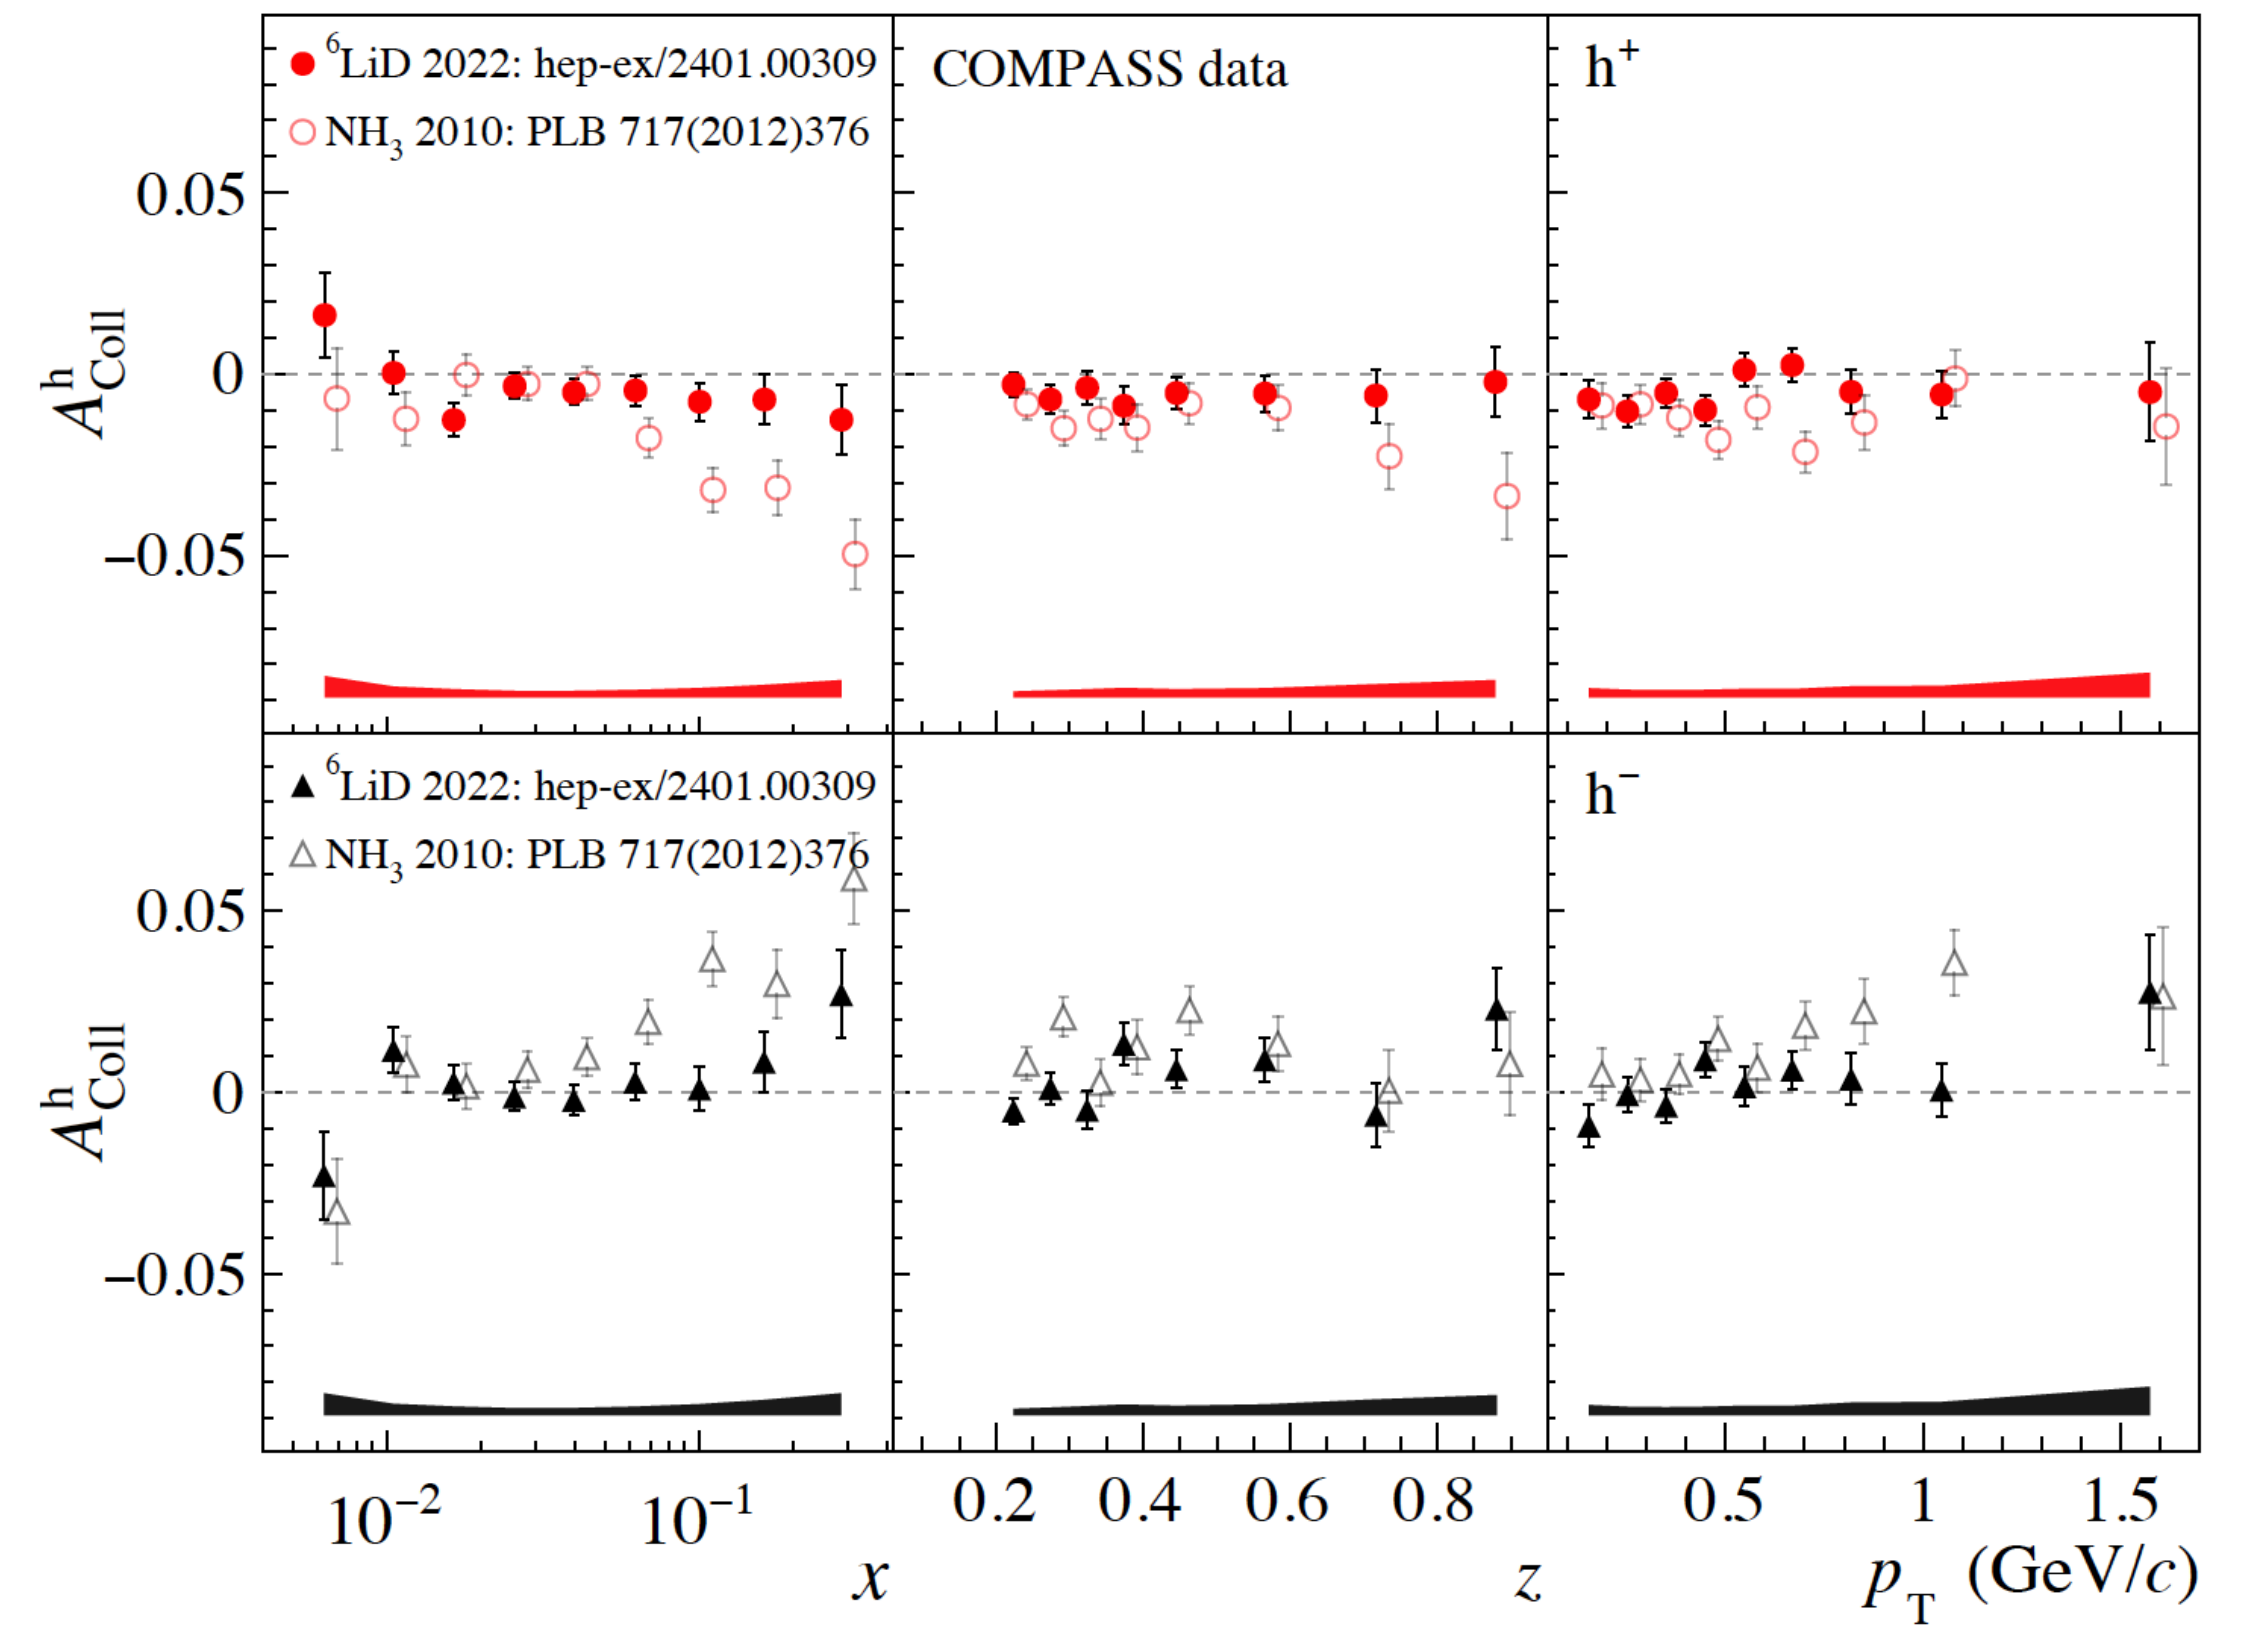 ⁶LiD 2022: hep-ex/2401.00309
NH₃ 2010: PLB 717(2012)376
COMPASS data
h⁺
0.05
0
−0.05
A^h_Coll
⁶LiD 2022: hep-ex/2401.00309
NH₃ 2010: PLB 717(2012)376
h⁻
0.05
0
−0.05
A^h_Coll
10⁻² 10⁻¹
0.2 0.4 0.6 0.8
0.5 1 1.5
x
z
p_T (GeV/c)